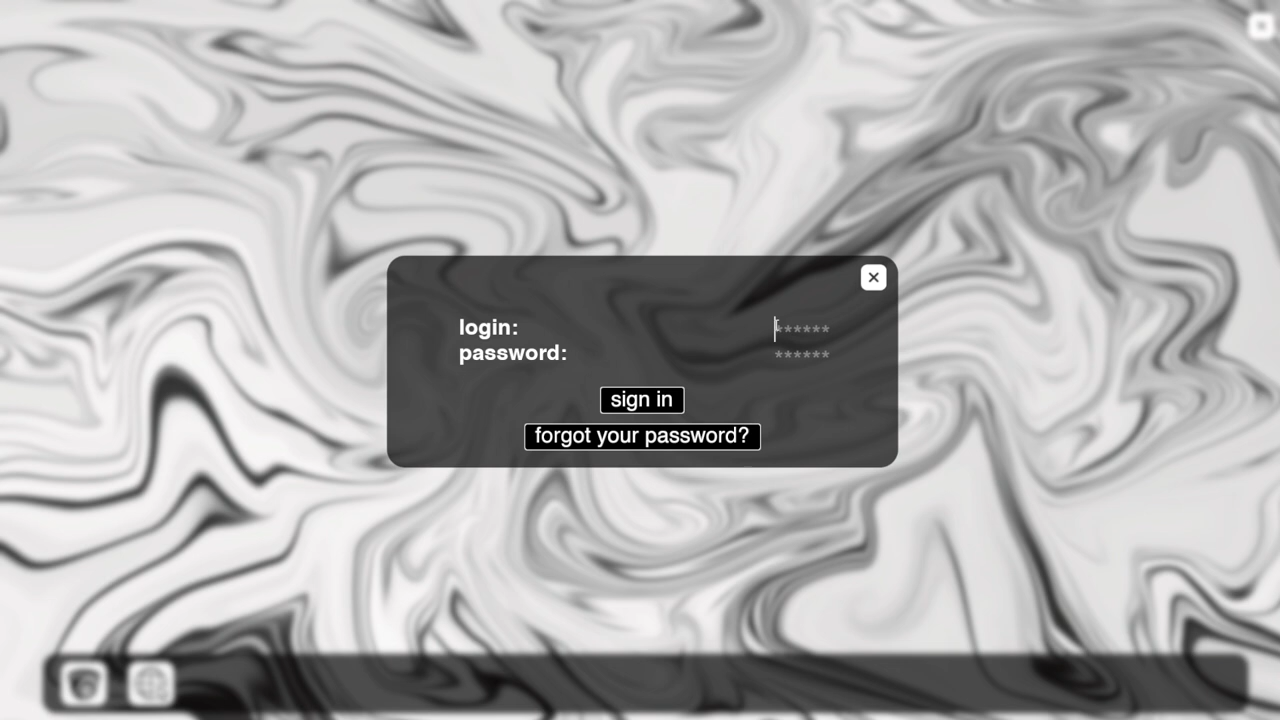 login: ******
password: ******
sign in
forgot your password?